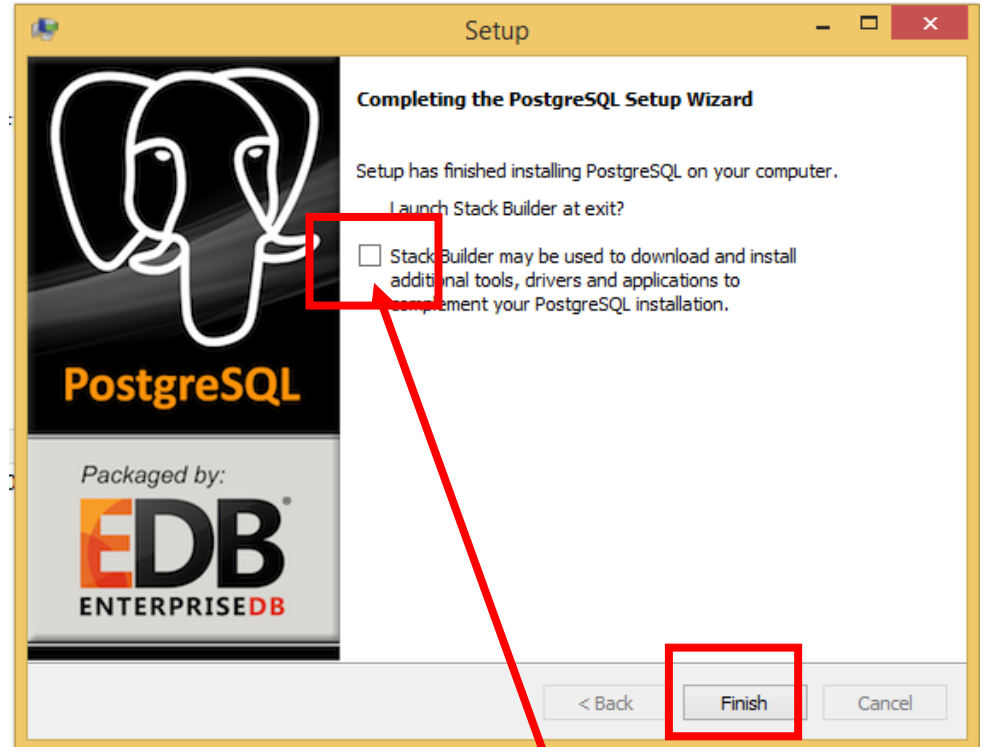 Setup
Completing the PostgreSQL Setup Wizard
Setup has finished installing PostgreSQL on your computer.
Launch Stack Builder at exit?
Stack Builder may be used to download and install
additional tools, drivers and applications to
complement your PostgreSQL installation.
PostgreSQL
Packaged by:
EDB®
ENTERPRISEDB
< Back
Finish
Cancel